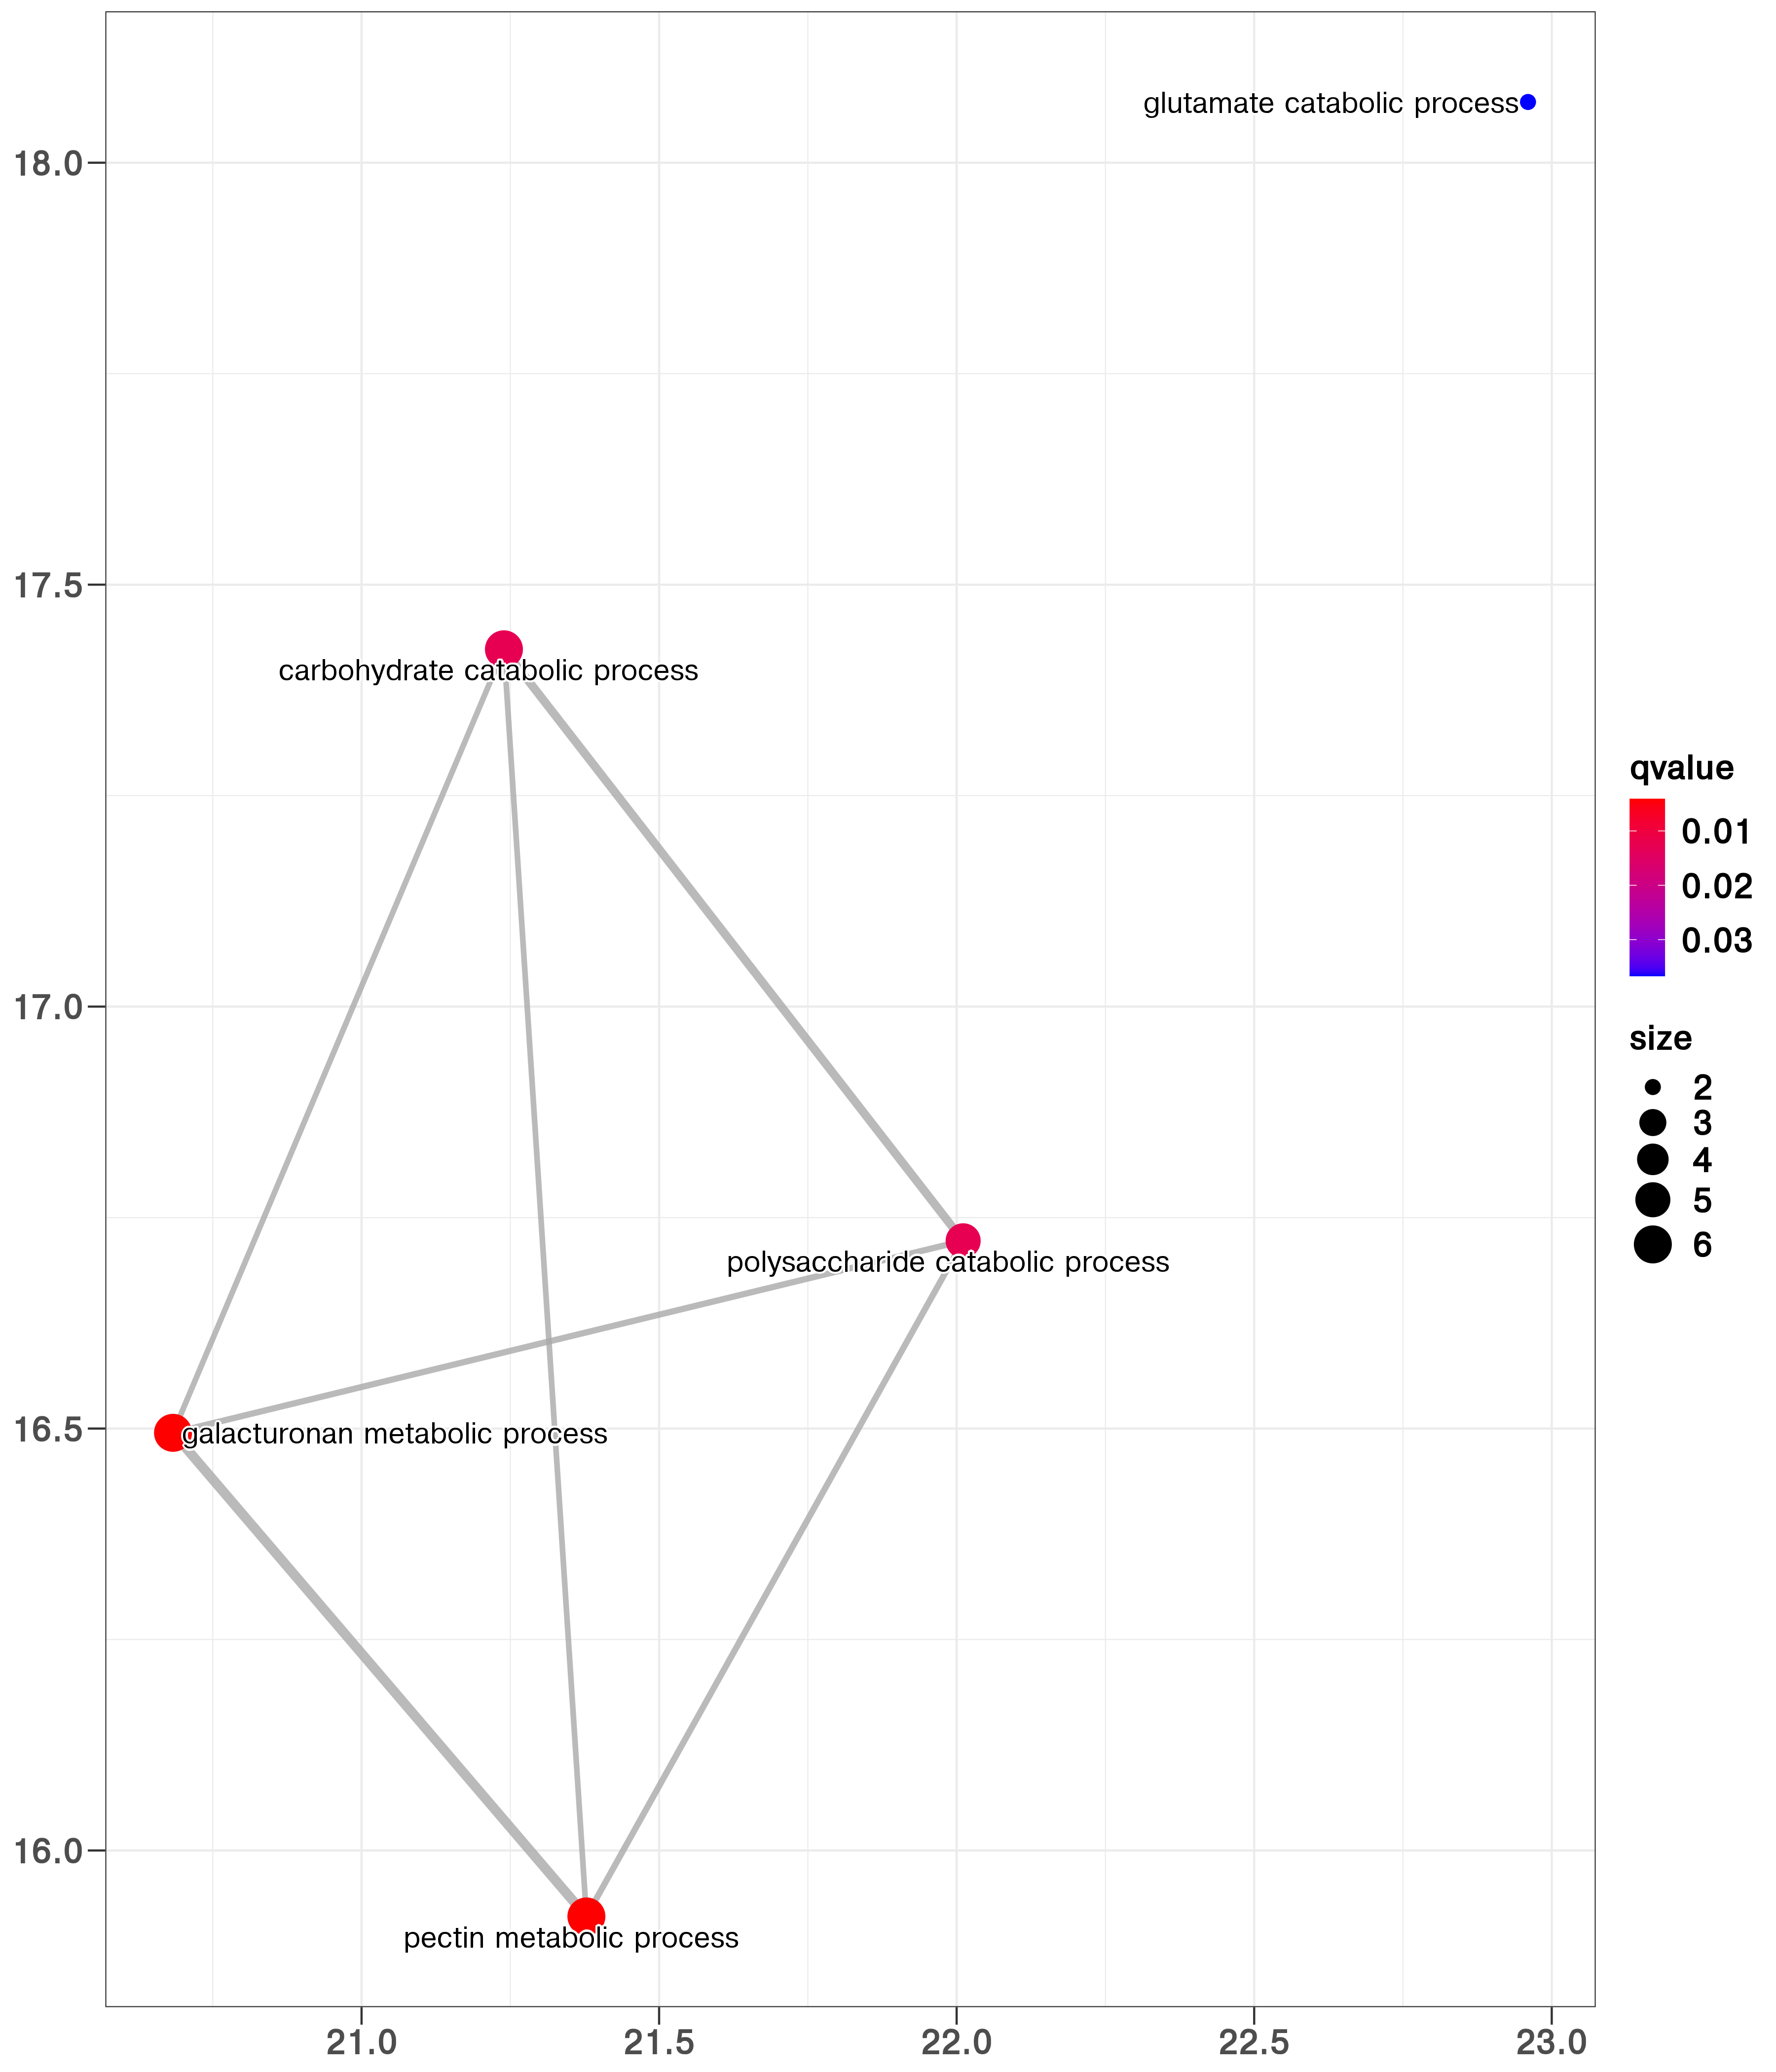 glutamate catabolic process
18.0
17.5
carbohydrate catabolic process
17.0
polysaccharide catabolic process
16.5
galacturonan metabolic process
16.0
pectin metabolic process
21.0
21.5
22.0
22.5
23.0
qvalue
0.01
0.02
0.03
size
2
3
4
5
6